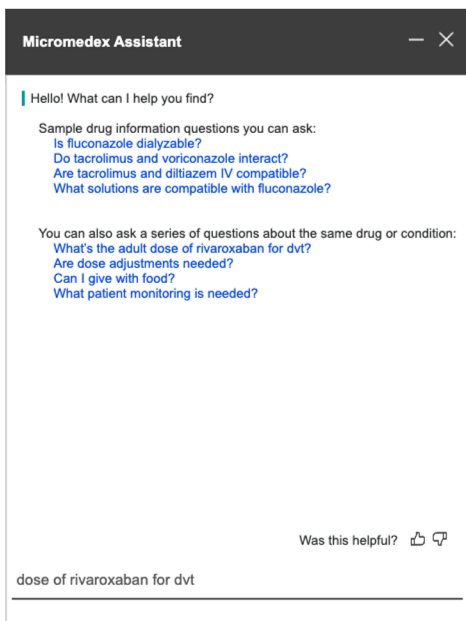 Micromedex Assistant
Hello! What can I help you find?
Sample drug information questions you can ask:
Is fluconazole dialyzable?
Do tacrolimus and voriconazole interact?
Are tacrolimus and diltiazem IV compatible?
What solutions are compatible with fluconazole?
You can also ask a series of questions about the same drug or condition:
What's the adult dose of rivaroxaban for dvt?
Are dose adjustments needed?
Can I give with food?
What patient monitoring is needed?
Was this helpful?
dose of rivaroxaban for dvt